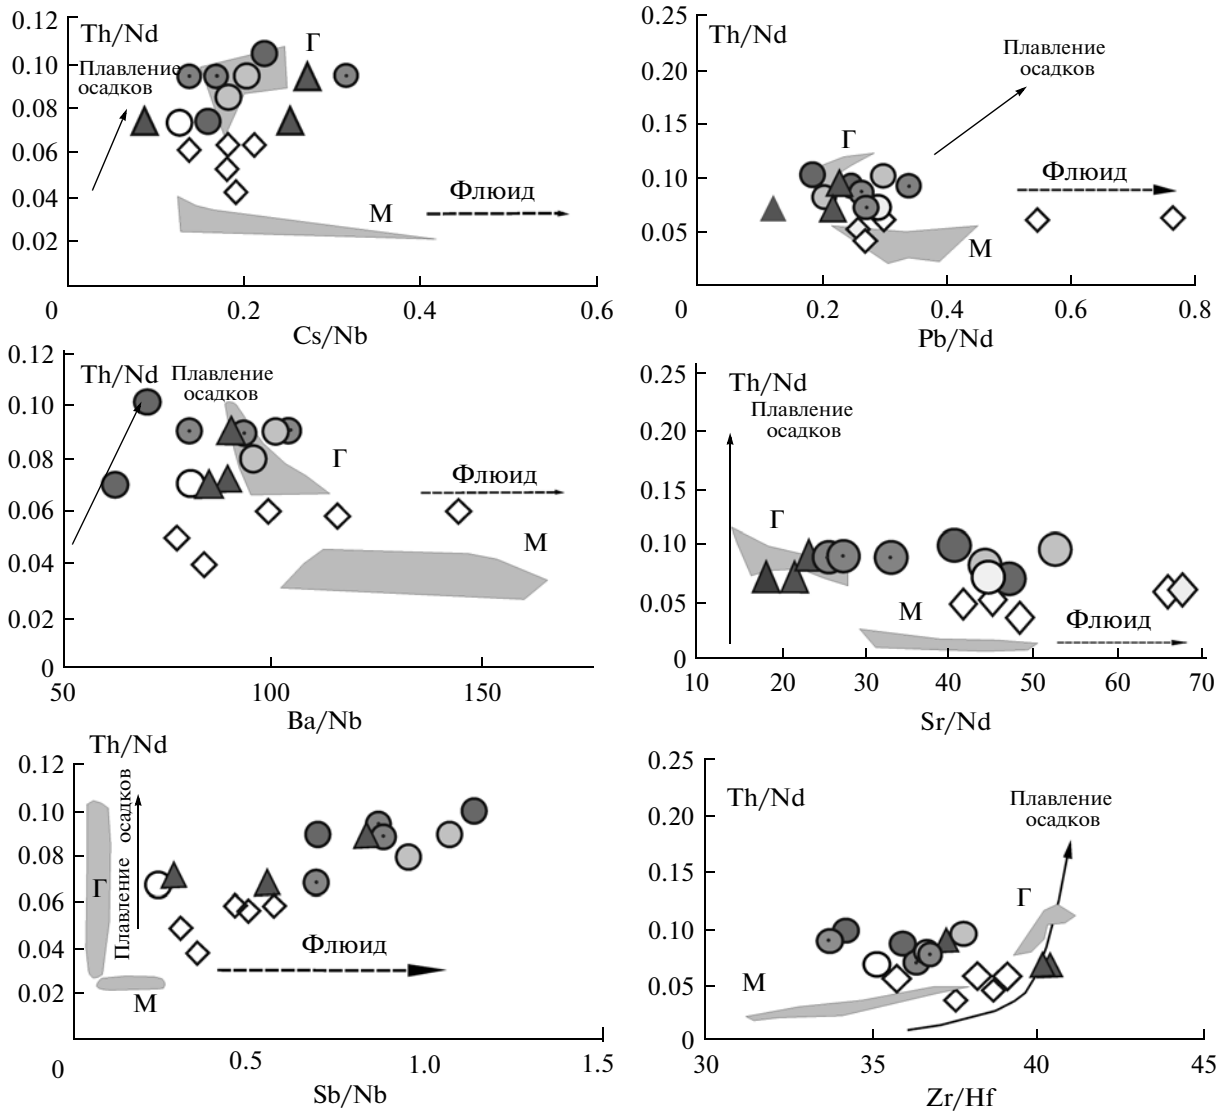 0.12
Th/Nd
Г
0.10
Плавление
осадков
0.08
0.06
0.04
Флюид
М
0.02
0
0.2
0.4
0.6
Cs/Nb
0.25
Th/Nd
Плавление
осадков
0.20
0.15
Г
0.10
Флюид
0.05
М
0
0.2
0.4
0.6
0.8
Pb/Nd
0.12
Th/Nd
Плавление
осадков
0.10
0.08
Г
Флюид
0.06
М
0.04
0.02
0
50
100
150
Ba/Nb
0.25
Th/Nd
Плавление
осадков
0.20
0.15
Г
0.10
0.05
М
Флюид
0
10
20
30
40
50
60
70
Sr/Nd
Th/Nd
0.12
Плавление осадков
0.10
0.08
Г
0.06
0.04
Флюид
0.02
М
0
0.5
1.0
1.5
Sb/Nb
0.25
Th/Nd
Плавление
осадков
0.20
0.15
Г
0.10
0.05
М
0
30
35
40
45
Zr/Hf